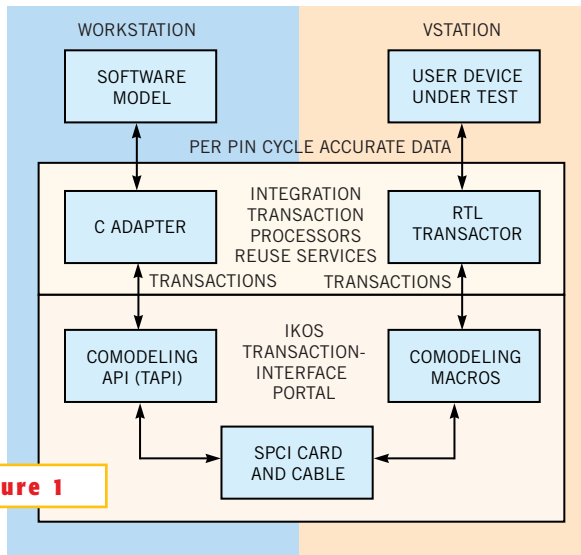 WORKSTATION
VSTATION
SOFTWARE
MODEL
USER DEVICE
UNDER TEST
PER PIN CYCLE ACCURATE DATA
C ADAPTER
INTEGRATION
TRANSACTION
PROCESSORS
REUSE SERVICES
RTL
TRANSACTOR
TRANSACTIONS
TRANSACTIONS
COMODELING
API (TAPI)
IKOS
TRANSACTION-
INTERFACE
PORTAL
COMODELING
MACROS
SPCI CARD
AND CABLE
ure 1